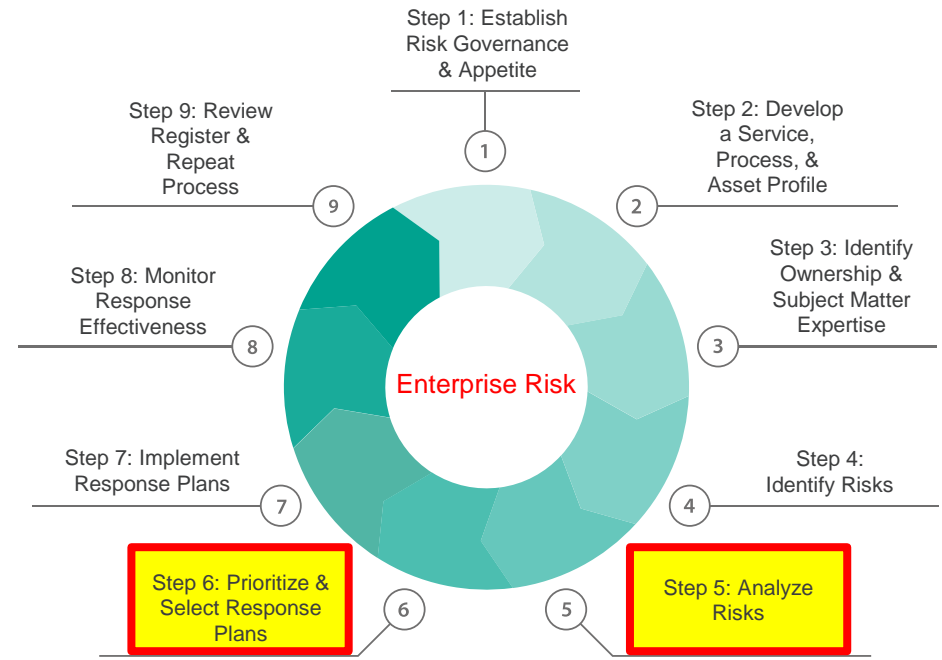 Step 1: Establish
Risk Governance
& Appetite
1
Step 2: Develop
a Service,
Process, &
Asset Profile
2
Step 3: Identify
Ownership &
Subject Matter
Expertise
3
Step 4:
Identify Risks
4
Step 5: Analyze
Risks
5
Step 6: Prioritize &
Select Response
Plans
6
Step 7: Implement
Response Plans
7
Step 8: Monitor
Response
Effectiveness
8
Step 9: Review
Register &
Repeat
Process
9
Enterprise Risk